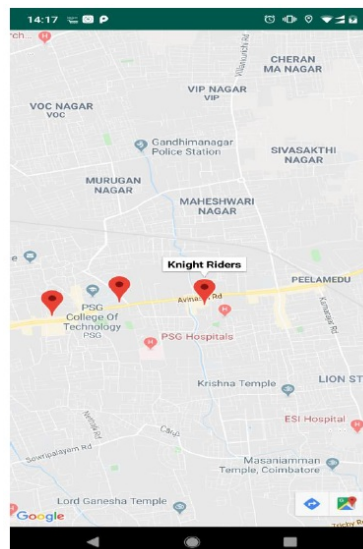 14:17
CHERAN
MA NAGAR
VIP NAGAR
VIP
VOC NAGAR
VOC
Gandhimanagar
Police Station
SIVASAKTHI
NAGAR
MURUGAN
NAGAR
MAHESHWARI
NAGAR
Knight Riders
PEELAMEDU
Avinashi Rd
PSG
College Of
Technology
PSG
PSG Hospitals
Krishna Temple
LION ST
ESI Hospital
Sowripalayam Rd
Masaniamman
Temple, Coimbatore
Lord Ganesha Temple
Google